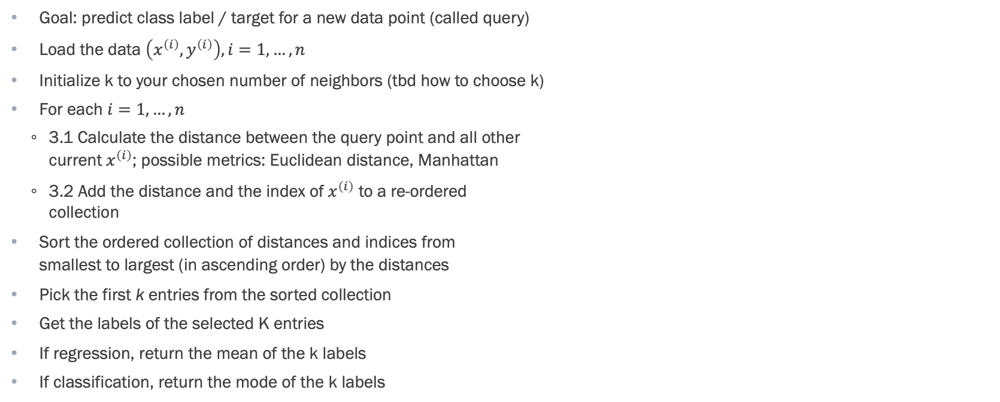 • Goal: predict class label / target for a new data point (called query)
• Load the data (x^(i), y^(i)), i = 1, … , n
• Initialize k to your chosen number of neighbors (tbd how to choose k)
• For each i = 1, … , n
∘ 3.1 Calculate the distance between the query point and all other
current x^(i); possible metrics: Euclidean distance, Manhattan
∘ 3.2 Add the distance and the index of x^(i) to a re-ordered
collection
• Sort the ordered collection of distances and indices from
smallest to largest (in ascending order) by the distances
• Pick the first k entries from the sorted collection
• Get the labels of the selected K entries
• If regression, return the mean of the k labels
• If classification, return the mode of the k labels